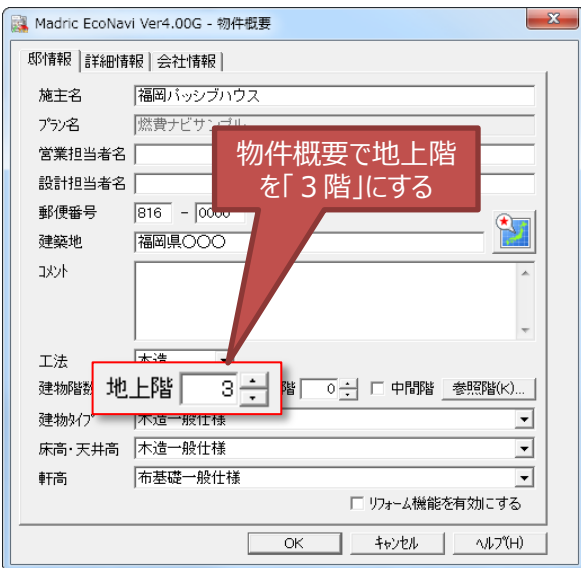 Madric EcoNavi Ver4.00G - 物件概要
邸情報 詳細情報 会社情報
施主名 福岡パッシブハウス
プラン名 燃費ナビサンプル
営業担当者名
設計担当者名
物件概要で地上階
を「３階」にする
郵便番号 816 - 0000
建築地 福岡県〇〇〇
コメント
工法 木造
建物階数 地上階 3 階 0 中間階 参照階(K)...
建物タイプ 木造一般仕様
床高・天井高 木造一般仕様
軒高 布基礎一般仕様
リフォーム機能を有効にする
OK キャンセル ヘルプ(H)